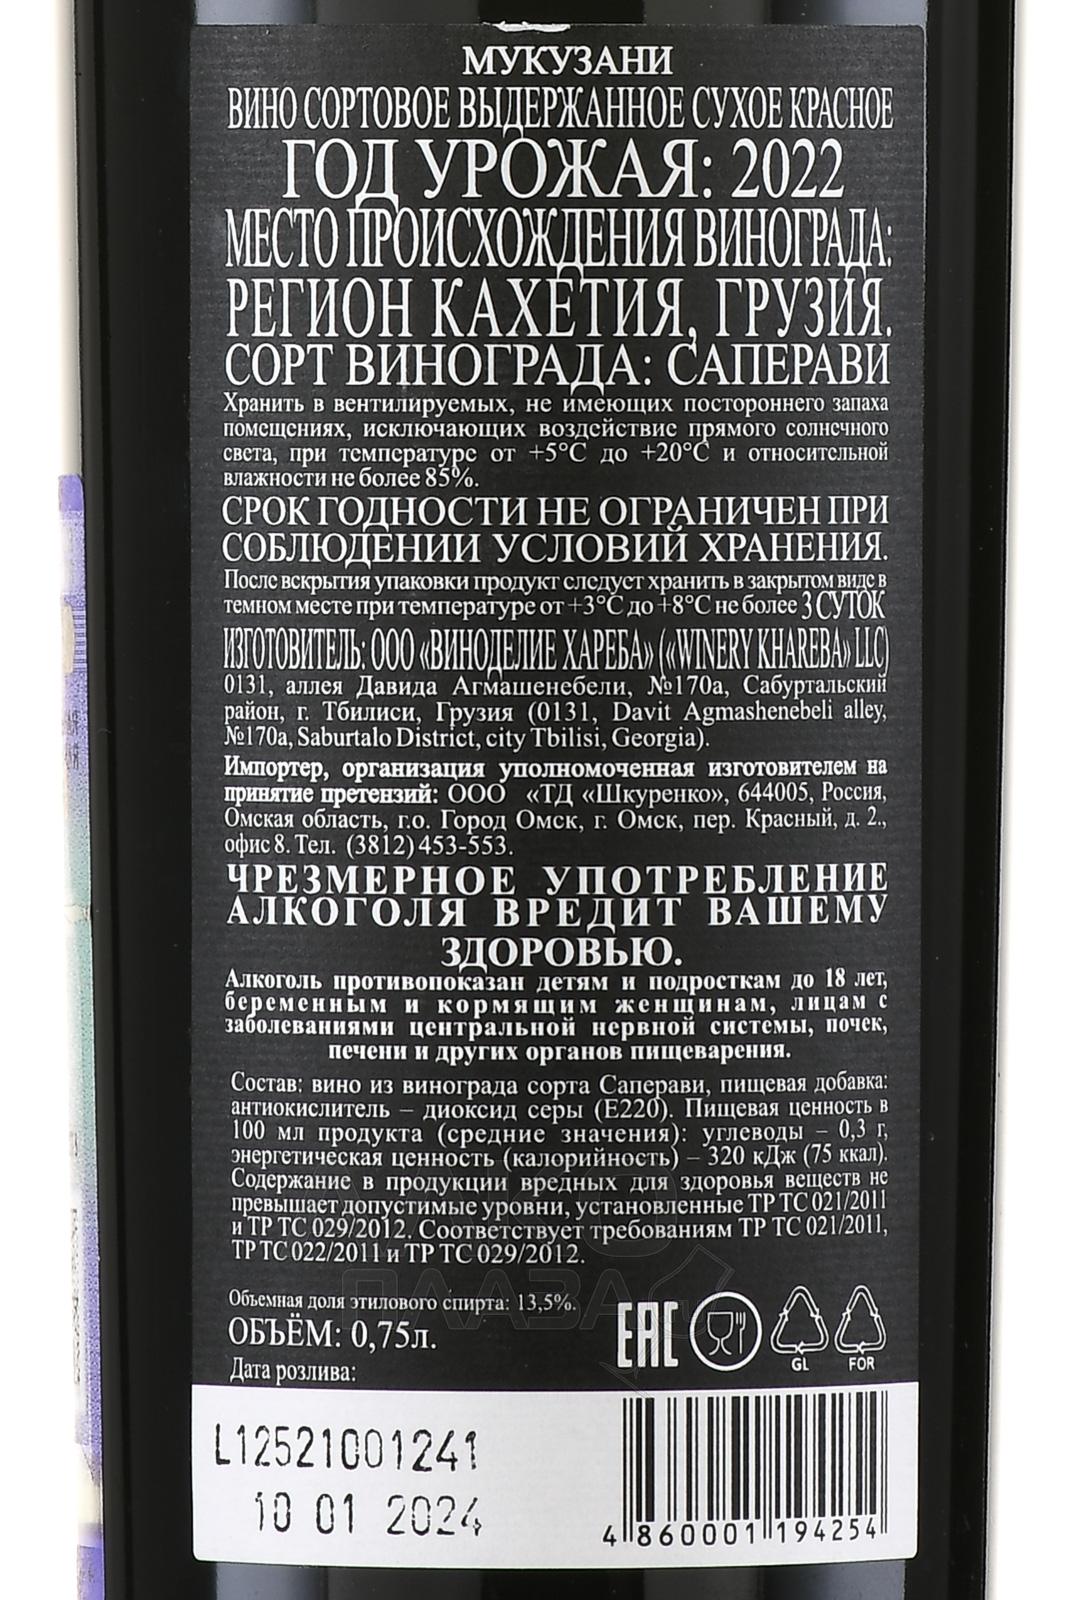 МУКУЗАНИ
ВИНО СОРТОВОЕ ВЫДЕРЖАННОЕ СУХОЕ КРАСНОЕ
ГОД УРОЖАЯ: 2022
МЕСТО ПРОИСХОЖДЕНИЯ ВИНОГРАДА:
РЕГИОН КАХЕТИЯ, ГРУЗИЯ.
СОРТ ВИНОГРАДА: САПЕРАВИ
Хранить в вентилируемых, не имеющих постороннего запаха
помещениях, исключающих воздействие прямого солнечного
света, при температуре от +5°С до +20°С и относительной
влажности не более 85%.
СРОК ГОДНОСТИ НЕ ОГРАНИЧЕН ПРИ
СОБЛЮДЕНИИ УСЛОВИЙ ХРАНЕНИЯ.
После вскрытия упаковки продукт следует хранить в закрытом виде в
темном месте при температуре от +3°С до +8°С не более 3 СУТОК
ИЗГОТОВИТЕЛЬ: ООО «ВИНОДЕЛИЕ ХАРЕБА» («WINERY KHAREBA» LLC)
0131, аллея Давида Агмашенебели, №170а, Сабуртальский
район, г. Тбилиси, Грузия (0131, Davit Agmashenebeli alley,
№170a, Saburtalo District, city Tbilisi, Georgia).
Импортер, организация уполномоченная изготовителем на
принятие претензий: ООО «ТД «Шкуренко», 644005, Россия,
Омская область, г.о. Город Омск, г. Омск, пер. Красный, д. 2.,
офис 8. Тел. (3812) 453-553.
ЧРЕЗМЕРНОЕ УПОТРЕБЛЕНИЕ
АЛКОГОЛЯ ВРЕДИТ ВАШЕМУ
ЗДОРОВЬЮ.
Алкоголь противопоказан детям и подросткам до 18 лет,
беременным и кормящим женщинам, лицам с
заболеваниями центральной нервной системы, почек,
печени и других органов пищеварения.
Состав: вино из винограда сорта Саперави, пищевая добавка:
антиокислитель – диоксид серы (Е220). Пищевая ценность в
100 мл продукта (средние значения): углеводы – 0,3 г,
энергетическая ценность (калорийность) – 320 кДж (75 ккал).
Содержание в продукции вредных для здоровья веществ не
превышает допустимые уровни, установленные ТР ТС 021/2011
и ТР ТС 029/2012. Соответствует требованиям ТР ТС 021/2011,
ТР ТС 022/2011 и ТР ТС 029/2012.
Объемная доля этилового спирта: 13,5%.
ОБЪЁМ: 0,75л.
Дата розлива:
EAC
GL
FOR
L12521001241
10 01 2024
4 860001 194254